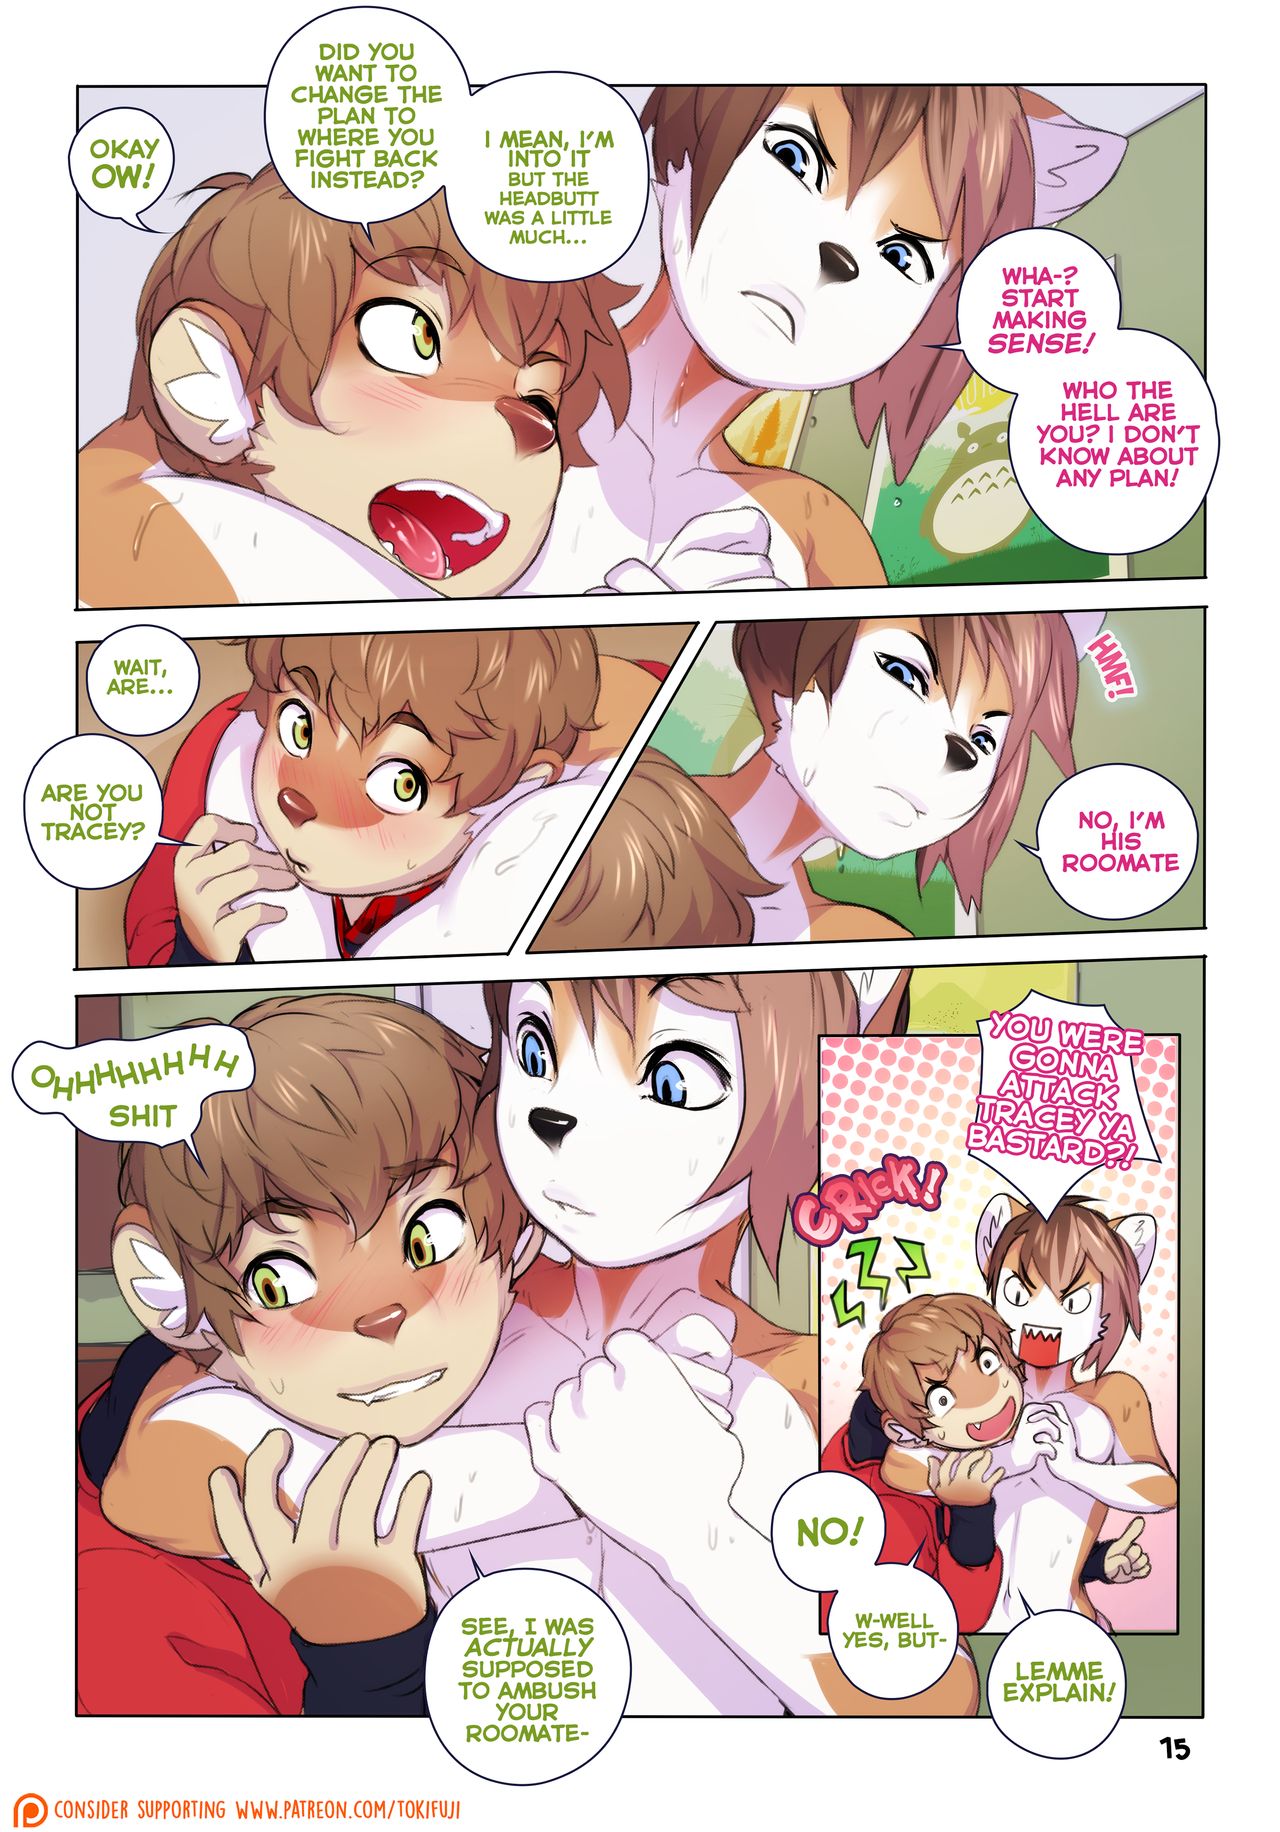 OKAY
OW!
DID YOU
WANT TO
CHANGE THE
PLAN TO
WHERE YOU
FIGHT BACK
INSTEAD?
I MEAN, I'M
INTO IT
BUT THE
HEADBUTT
WAS A LITTLE
MUCH...
WHA-?
START
MAKING
SENSE!
WHO THE
HELL ARE
YOU? I DON'T
KNOW ABOUT
ANY PLAN!
WAIT,
ARE...
ARE YOU
NOT
TRACEY?
HMF!
NO, I'M
HIS
ROOMATE
OHHHHHHHH
SHIT
SEE, I WAS
ACTUALLY
SUPPOSED
TO AMBUSH
YOUR
ROOMATE-
YOU WERE
GONNA
ATTACK
TRACEY YA
BASTARD?!
CRICK!
NO!
W-WELL
YES, BUT-
LEMME
EXPLAIN!
15
CONSIDER SUPPORTING WWW.PATREON.COM/TOKIFUJI